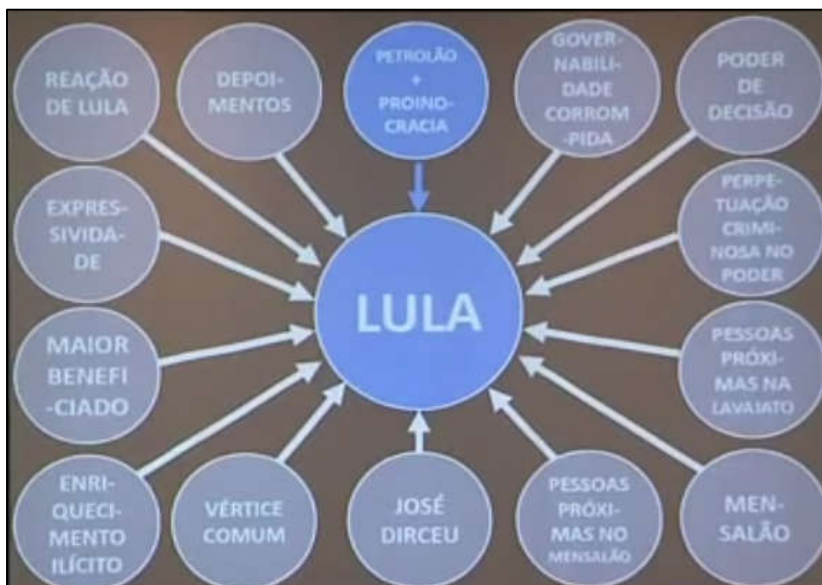 REAÇÃO
DE LULA
DEPOI-
MENTOS
PETROLÃO
+
PROINO-
CRACIA
GOVER-
NABILI-
DADE
CORROM
-PIDA
PODER
DE
DECISÃO
EXPRES-
SIVIDA-
DE
LULA
PERPE-
TUAÇÃO
CRIMI-
NOSA NO
PODER
MAIOR
BENEFI
-CIADO
PESSOAS
PRÓXI-
MAS NA
LAVAJATO
ENRI-
QUECI-
MENTO
ILÍCITO
VÉRTICE
COMUM
JOSÉ
DIRCEU
PESSOAS
PRÓXI-
MAS NO
MENSALÃO
MEN-
SALÃO